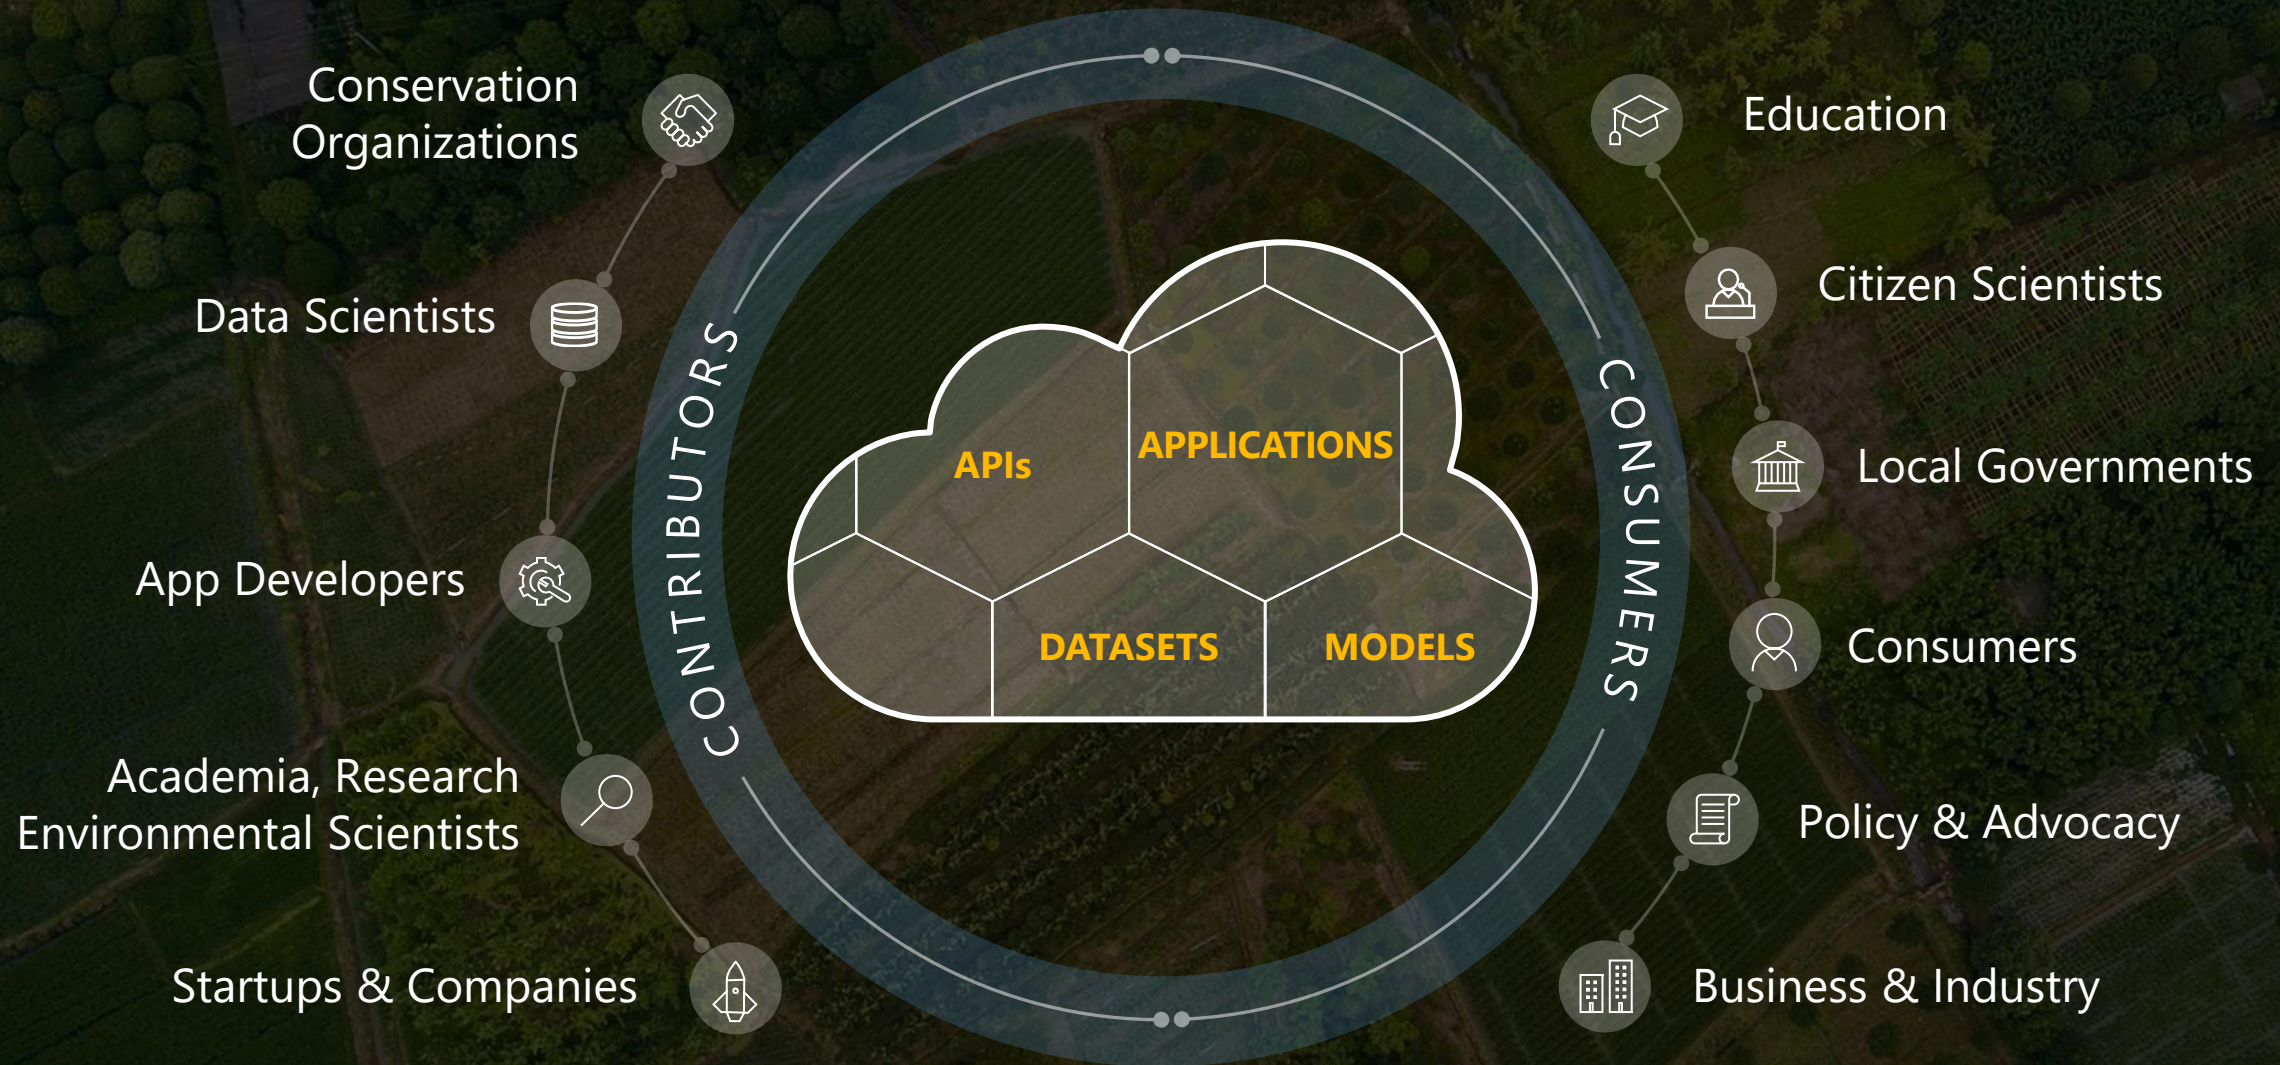 Conservation
Organizations
Data Scientists
App Developers
Academia, Research
Environmental Scientists
Startups & Companies
CONTRIBUTORS
APIs
APPLICATIONS
DATASETS
MODELS
CONSUMERS
Education
Citizen Scientists
Local Governments
Consumers
Policy & Advocacy
Business & Industry